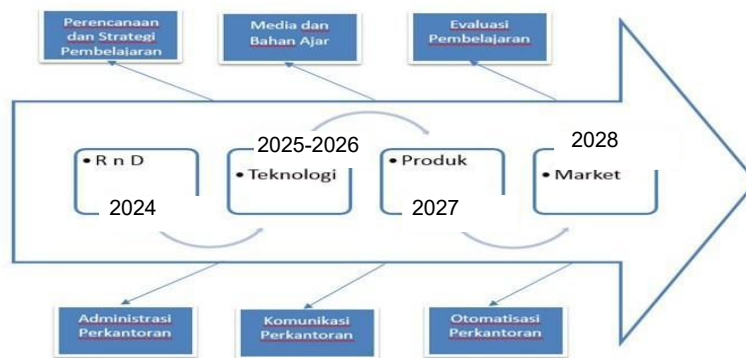 Perencanaan
dan Strategi
Pembelajaran
Media dan
Bahan Ajar
Evaluasi
Pembelajaran
• R n D
2024
2025-2026
• Teknologi
• Produk
2027
2028
• Market
Administrasi
Perkantoran
Komunikasi
Perkantoran
Otomatisasi
Perkantoran